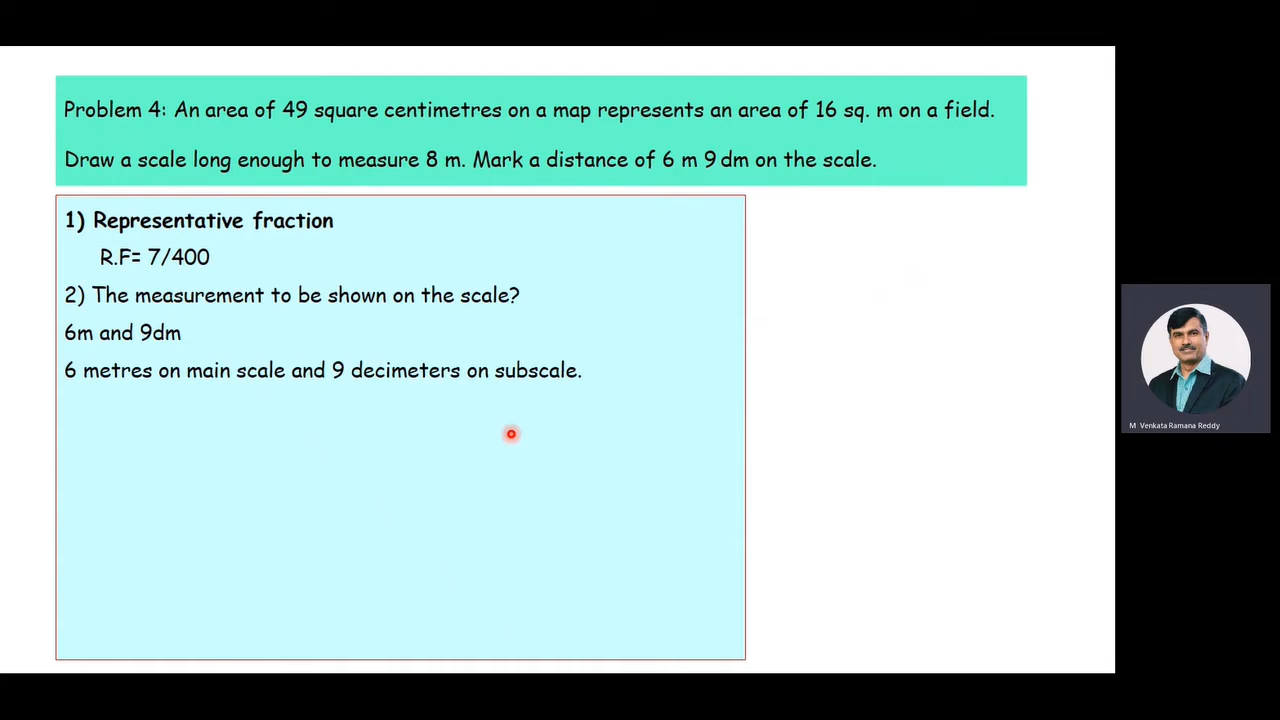 Problem 4: An area of 49 square centimetres on a map represents an area of 16 sq. m on a field.
Draw a scale long enough to measure 8 m. Mark a distance of 6 m 9 dm on the scale.
1) Representative fraction
R.F= 7/400
2) The measurement to be shown on the scale?
6m and 9dm
6 metres on main scale and 9 decimeters on subscale.
M Venkata Ramana Reddy